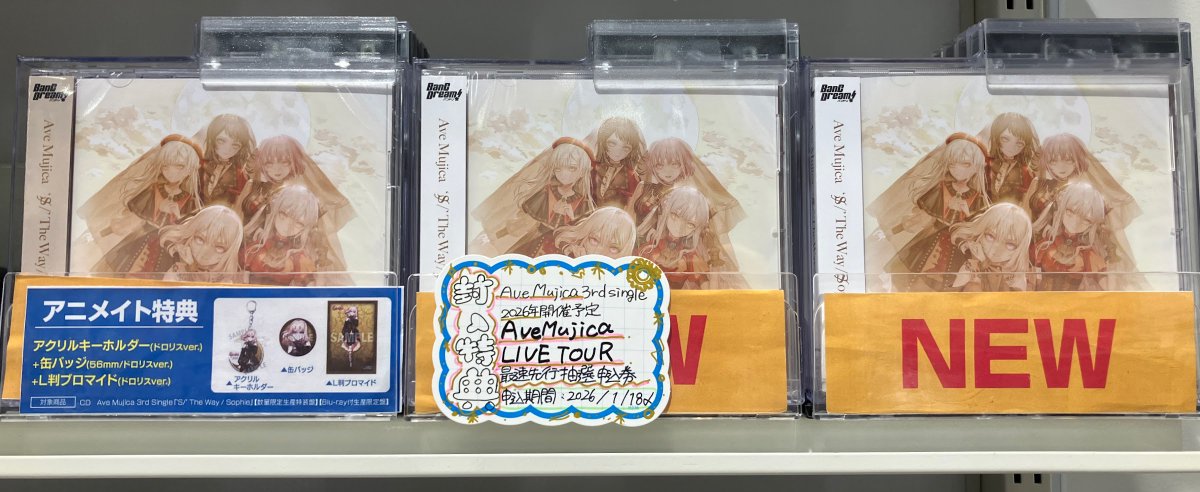 BanG Dream!
Ave Mujica 'S/' The Way/
BanG Dream!
Ave Mujica 'S/' The Way/
BanG Dream!
Ave Mujica 'S/' The Way/So
アニメイト特典
アクリルキーホルダー(ドロリスver.)
+缶バッジ(56mm/ドロリスver.)
+L判ブロマイド(ドロリスver.)
SAMPLE
SAMPLE
▲アクリル
キーホルダー
▲缶バッジ
▲L判ブロマイド
対象商品 CD Ave Mujica 3rd Single『'S/' The Way / Sophie』【数量限定生産特装盤】【Blu-ray付生産限定盤】
封入特典
Ave Mujica 3rd single
2026年開催予定
AveMujica
LIVE TOUR
最速先行抽選申込券
申込期間:2026/1/18〆
W
NEW